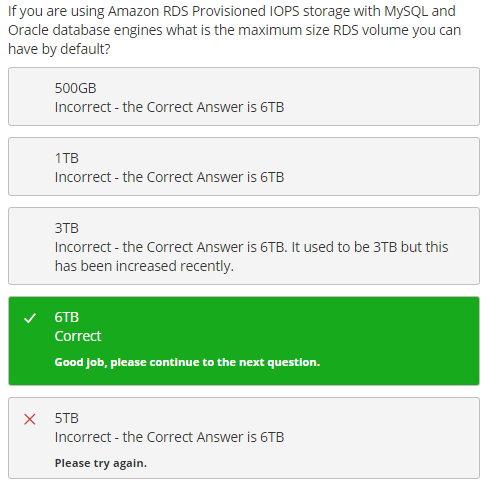 If you are using Amazon RDS Provisioned IOPS storage with MySQL and
Oracle database engines what is the maximum size RDS volume you can
have by default?
500GB
Incorrect - the Correct Answer is 6TB
1TB
Incorrect - the Correct Answer is 6TB
3TB
Incorrect - the Correct Answer is 6TB. It used to be 3TB but this
has been increased recently.
6TB
Correct
Good job, please continue to the next question.
5TB
Incorrect - the Correct Answer is 6TB
Please try again.